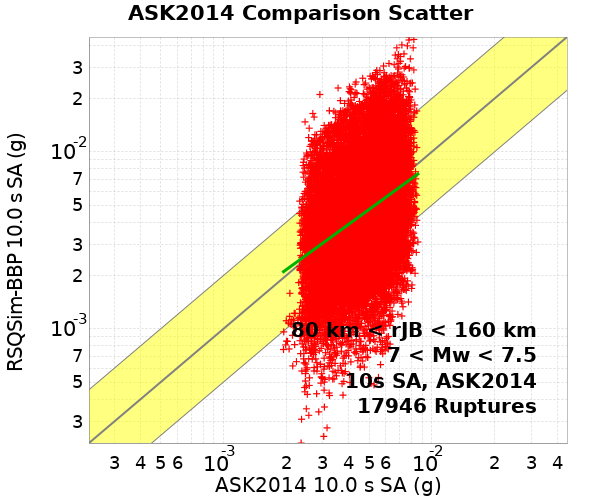 ASK2014 Comparison Scatter
RSQSim-BBP 10.0 s SA (g)
3
2
10-2
7
5
3
2
10-3
7
5
3
80 km < rJB < 160 km
7 < Mw < 7.5
10s SA, ASK2014
17946 Ruptures
3 4 5 6 10-3 2 3 4 5 6 10-2 2 3 4
ASK2014 10.0 s SA (g)